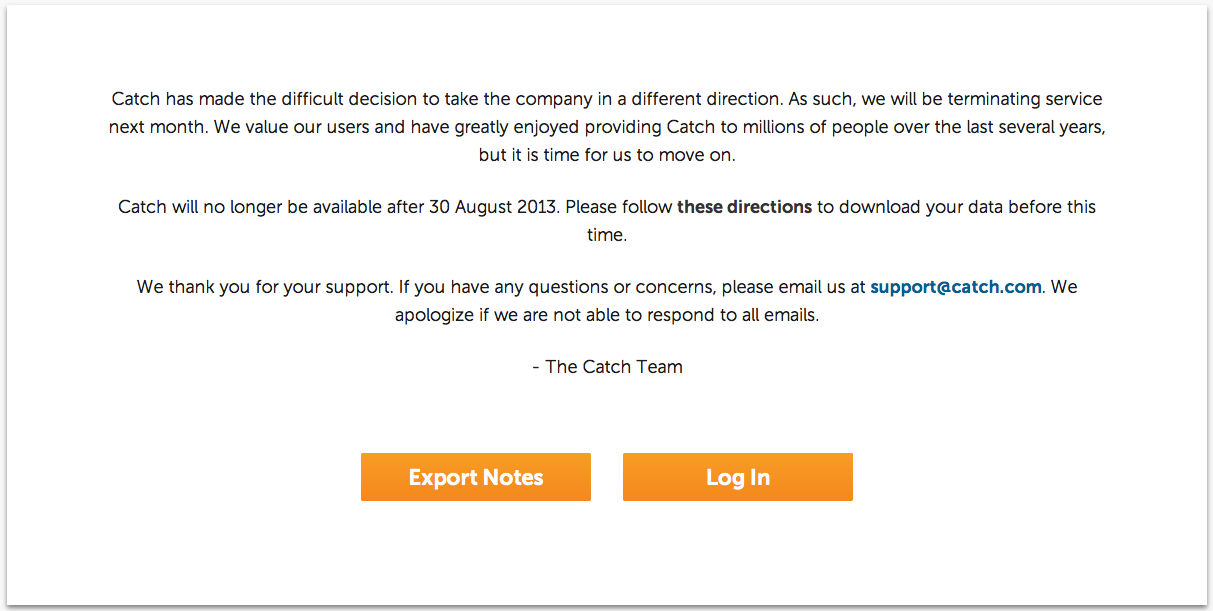 Catch has made the difficult decision to take the company in a different direction. As such, we will be terminating service
next month. We value our users and have greatly enjoyed providing Catch to millions of people over the last several years,
but it is time for us to move on.
Catch will no longer be available after 30 August 2013. Please follow these directions to download your data before this
time.
We thank you for your support. If you have any questions or concerns, please email us at support@catch.com. We
apologize if we are not able to respond to all emails.
- The Catch Team
Export Notes
Log In